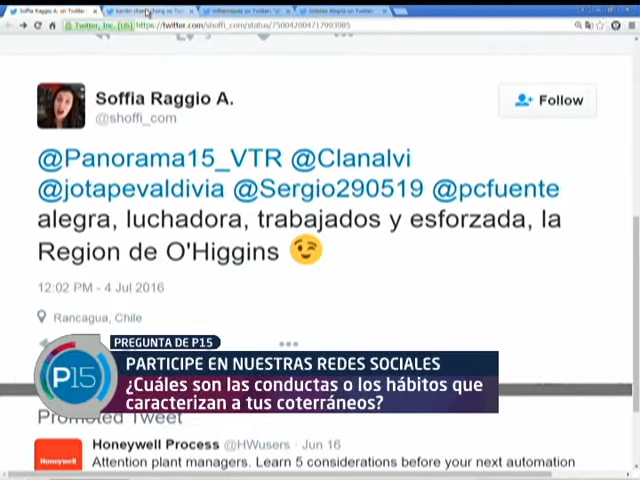 Soffia Raggio A. on Twitter:
Twitter, Inc. [US] https://twitter.com/shoffi_com/status/750042004717993985
Soffia Raggio A.
@shoffi_com
Follow
@Panorama15_VTR @Clanalvi
@jotapevaldivia @Sergio290519 @pcfuente
alegra, luchadora, trabajados y esforzada, la
Region de O'Higgins 😉
12:02 PM - 4 Jul 2016
Rancagua, Chile
PREGUNTA DE P15
P15
PARTICIPE EN NUESTRAS REDES SOCIALES
¿Cuáles son las conductas o los hábitos que
caracterizan a tus coterráneos?
Promoted Tweet
Honeywell
Honeywell Process @HWusers · Jun 16
Attention plant managers. Learn 5 considerations before your next automation